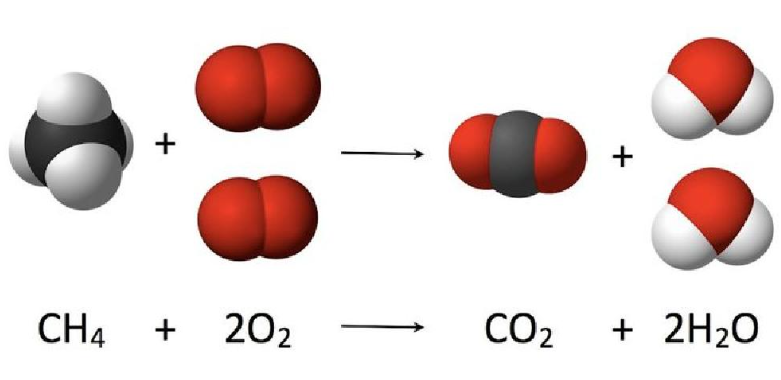 + → +
CH₄ + 2O₂ → CO₂ + 2H₂O